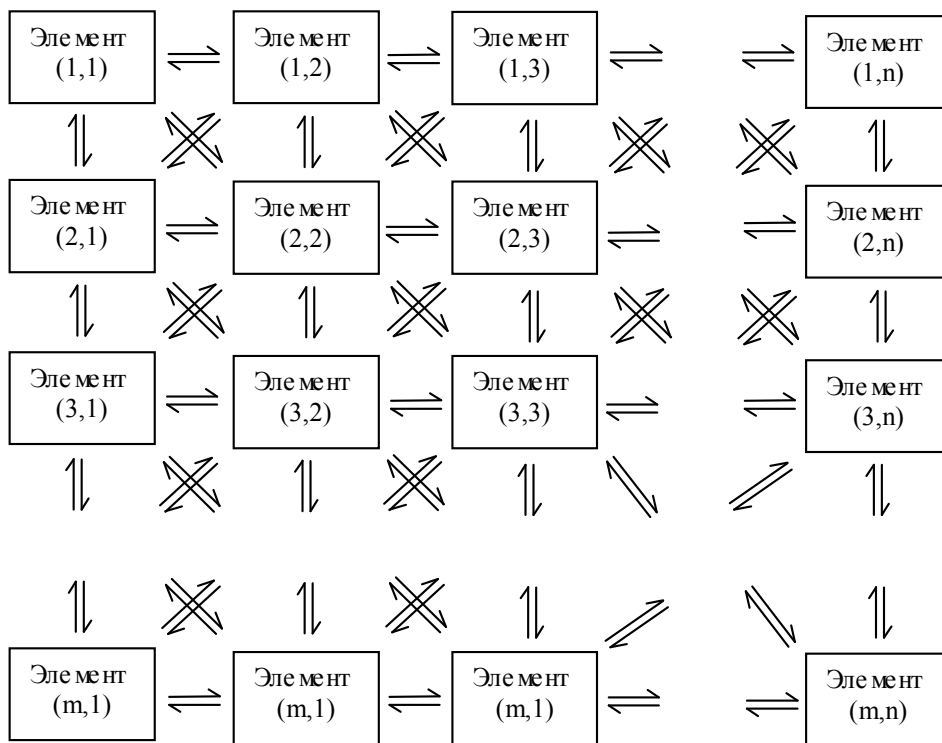 Элемент
(1,1)
Элемент
(1,2)
Элемент
(1,3)
Элемент
(1,n)
Элемент
(2,1)
Элемент
(2,2)
Элемент
(2,3)
Элемент
(2,n)
Элемент
(3,1)
Элемент
(3,2)
Элемент
(3,3)
Элемент
(3,n)
Элемент
(m,1)
Элемент
(m,1)
Элемент
(m,1)
Элемент
(m,n)